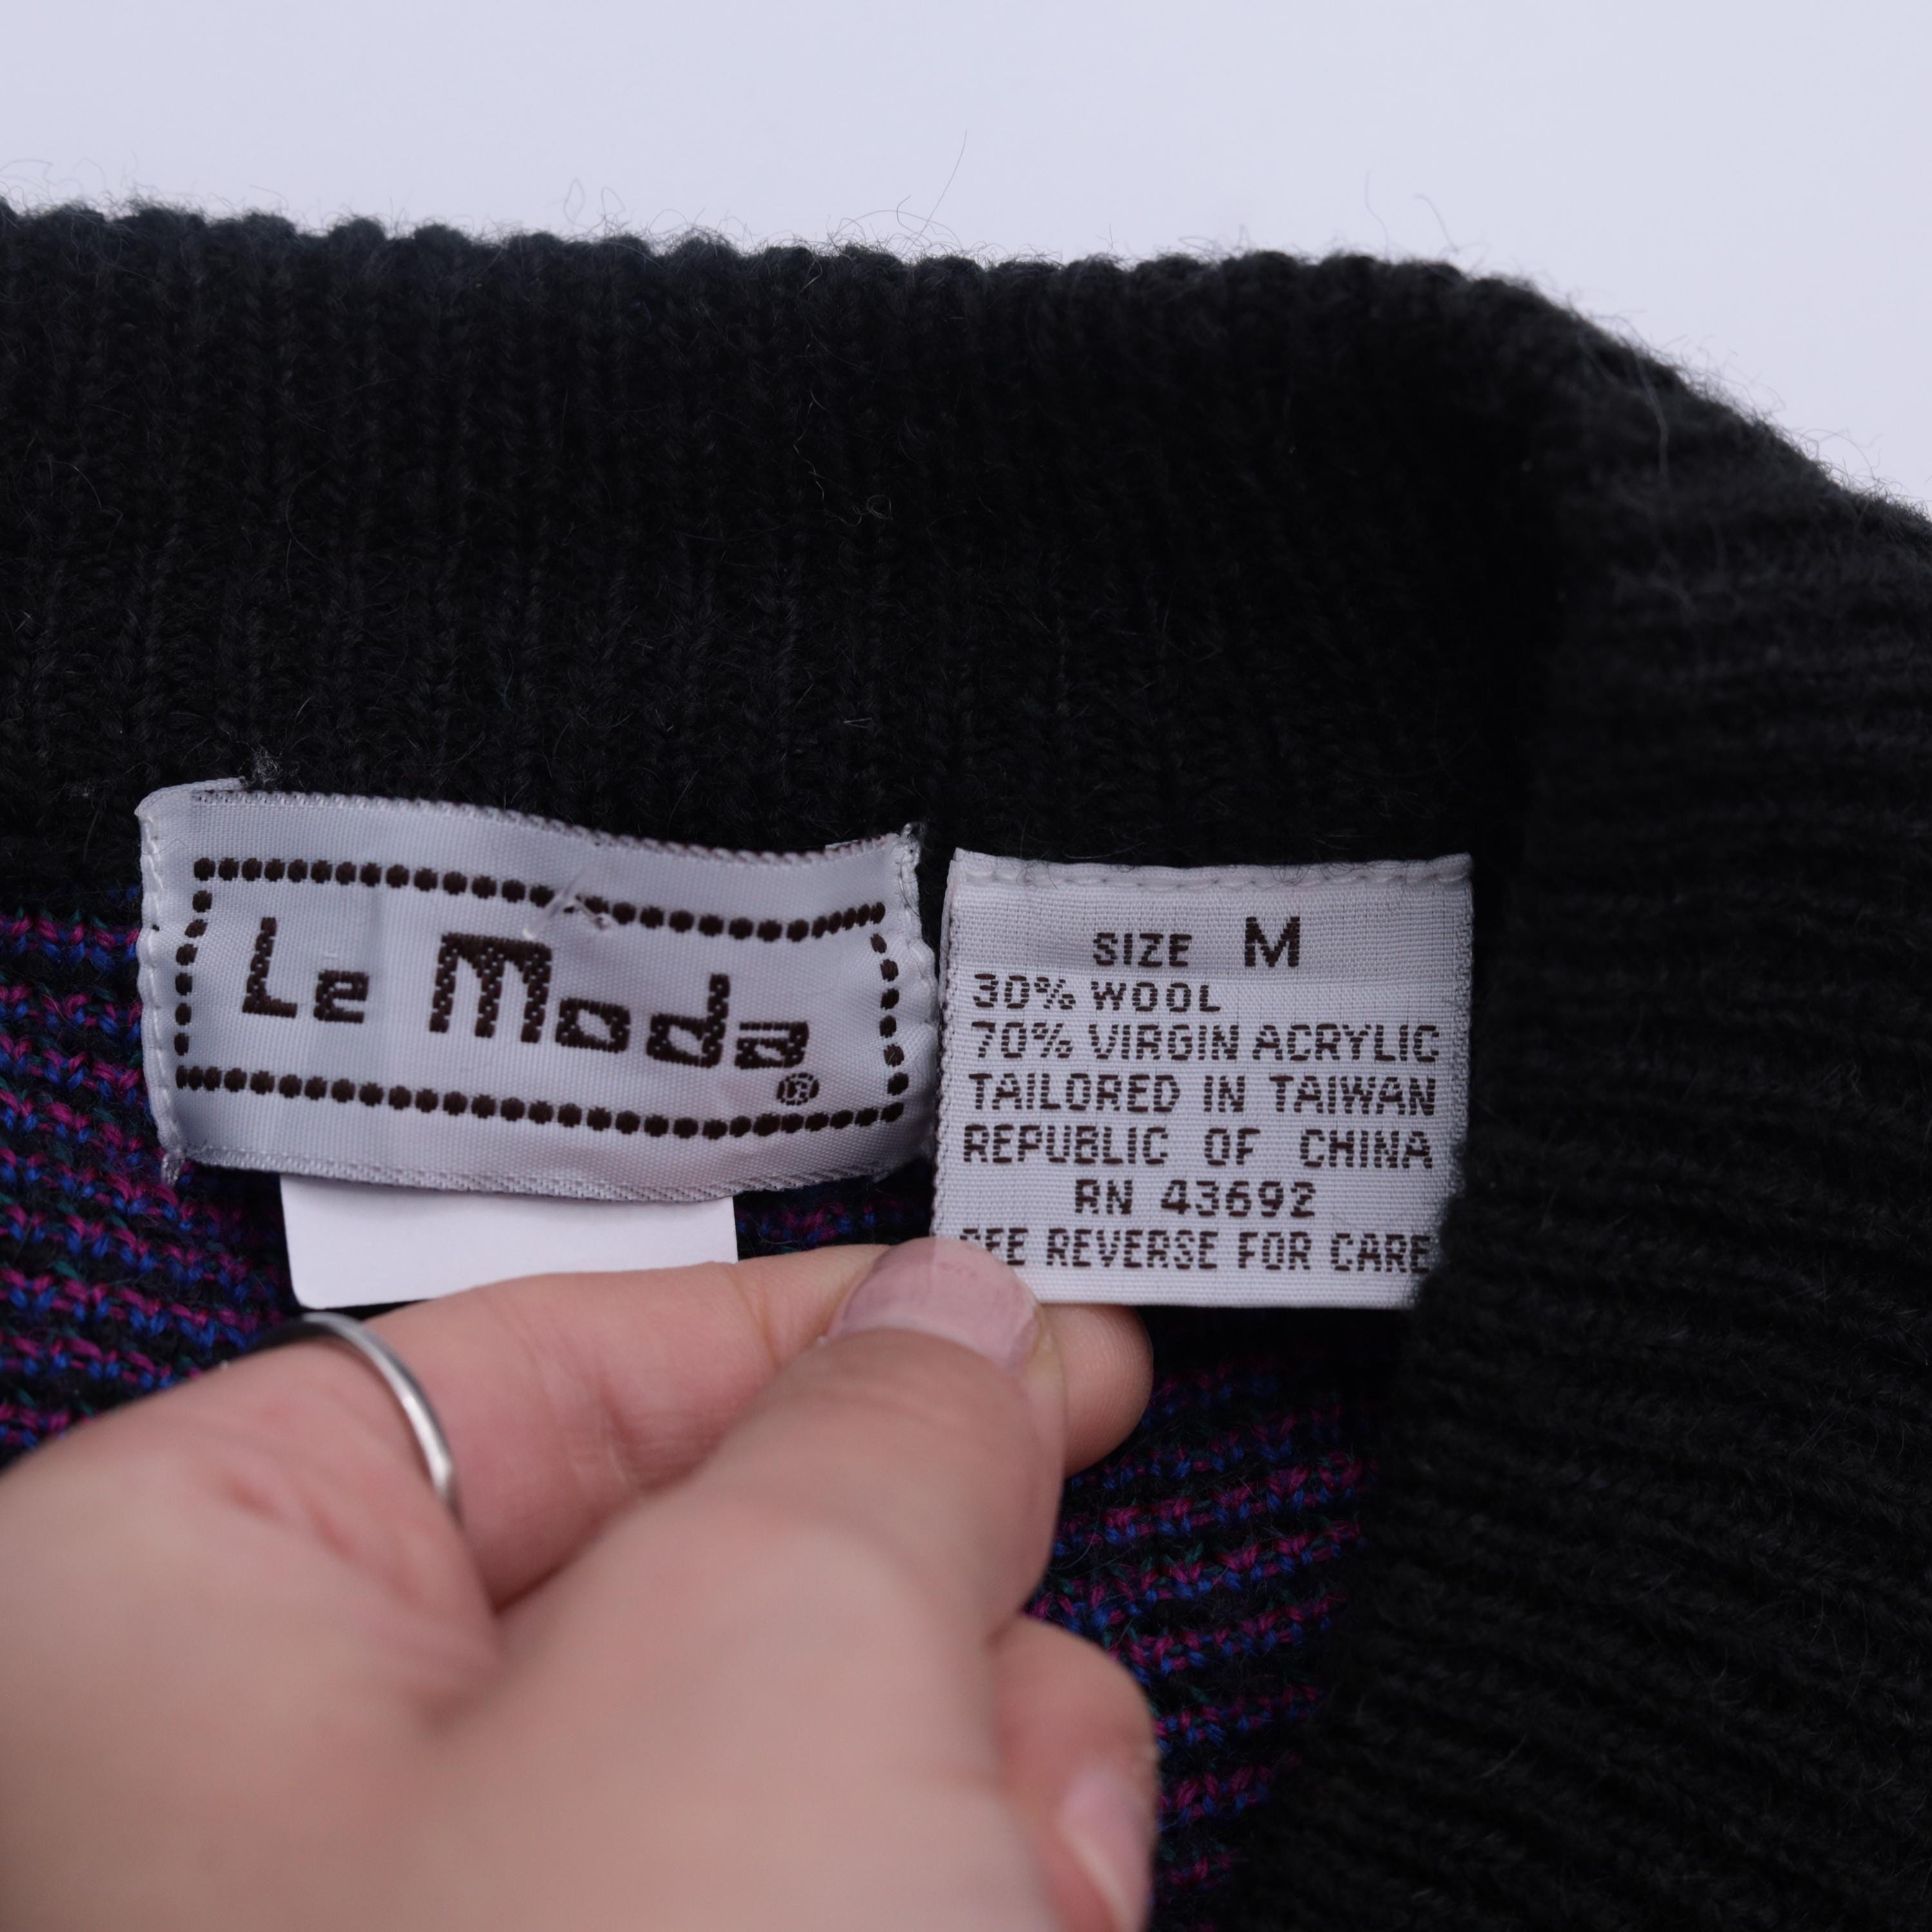 Le Moda
®
SIZE M
30% WOOL
70% VIRGIN ACRYLIC
TAILORED IN TAIWAN
REPUBLIC OF CHINA
RN 43692
SEE REVERSE FOR CARE